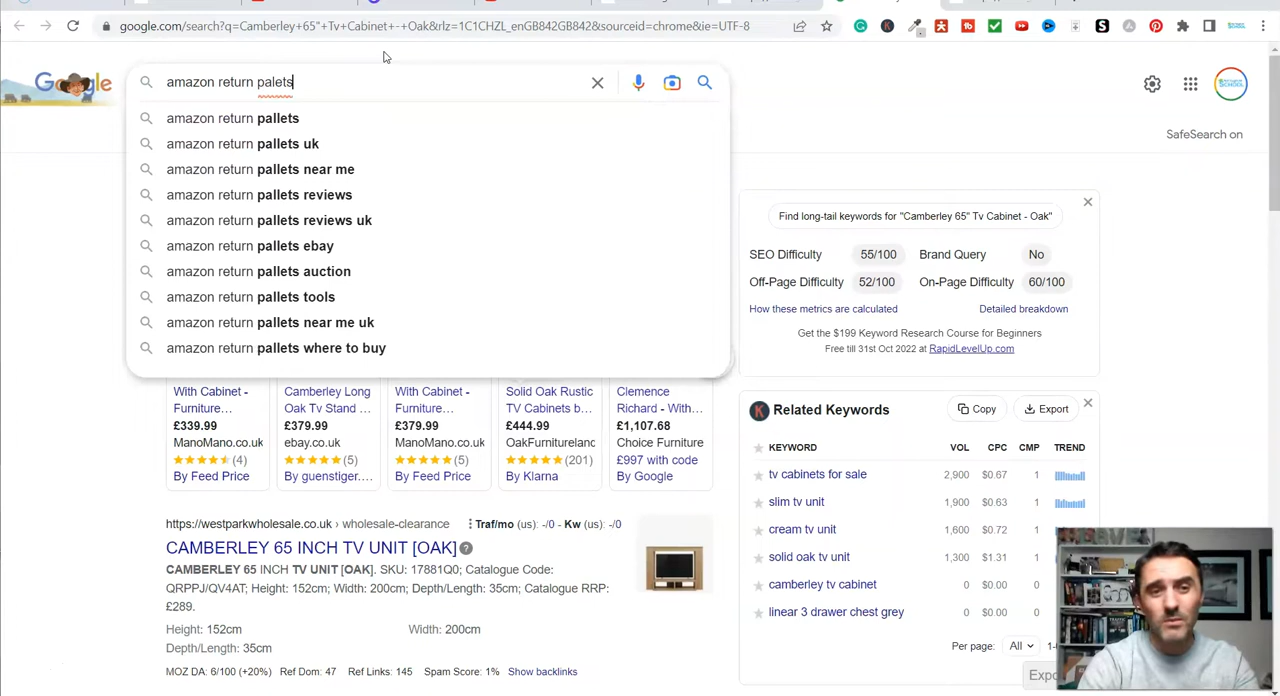 google.com/search?q=Camberley+65"+Tv+Cabinet+-+Oak&rlz=1C1CHZL_enGB842GB842&sourceid=chrome&ie=UTF-8
Google
amazon return palets
amazon return pallets
amazon return pallets uk
amazon return pallets near me
amazon return pallets reviews
amazon return pallets reviews uk
amazon return pallets ebay
amazon return pallets auction
amazon return pallets tools
amazon return pallets near me uk
amazon return pallets where to buy
SafeSearch on
Find long-tail keywords for "Camberley 65" Tv Cabinet - Oak"
SEO Difficulty 55/100 Brand Query No
Off-Page Difficulty 52/100 On-Page Difficulty 60/100
How these metrics are calculated Detailed breakdown
Get the $199 Keyword Research Course for Beginners
Free till 31st Oct 2022 at RapidLevelUp.com
With Cabinet -
Furniture…
£339.99
ManoMano.co.uk
(4)
By Feed Price
Camberley Long
Oak Tv Stand …
£379.99
ebay.co.uk
(5)
By guenstiger.…
With Cabinet -
Furniture…
£379.99
ManoMano.co.uk
(5)
By Feed Price
Solid Oak Rustic
TV Cabinets b…
£444.99
OakFurnitureland
(201)
By Klarna
Clemence
Richard - With…
£1,107.68
Choice Furniture
£997 with code
By Google
K Related Keywords Copy Export
KEYWORD VOL CPC CMP TREND
tv cabinets for sale 2,900 $0.67 1
slim tv unit 1,900 $0.63 1
cream tv unit 1,600 $0.72 1
solid oak tv unit 1,300 $1.31 1
camberley tv cabinet 0 $0.00 0
linear 3 drawer chest grey 0 $0.00 0
Per page: All 1-
Expo
https://westparkwholesale.co.uk › wholesale-clearance Traf/mo (us): -/0 - Kw (us): -/0
CAMBERLEY 65 INCH TV UNIT [OAK]
CAMBERLEY 65 INCH TV UNIT [OAK]. SKU: 17881Q0; Catalogue Code:
QRPPJ/QV4AT; Height: 152cm; Width: 200cm; Depth/Length: 35cm; Catalogue RRP:
£289.
Height: 152cm Width: 200cm
Depth/Length: 35cm
MOZ DA: 6/100 (+20%) Ref Dom: 47 Ref Links: 145 Spam Score: 1% Show backlinks